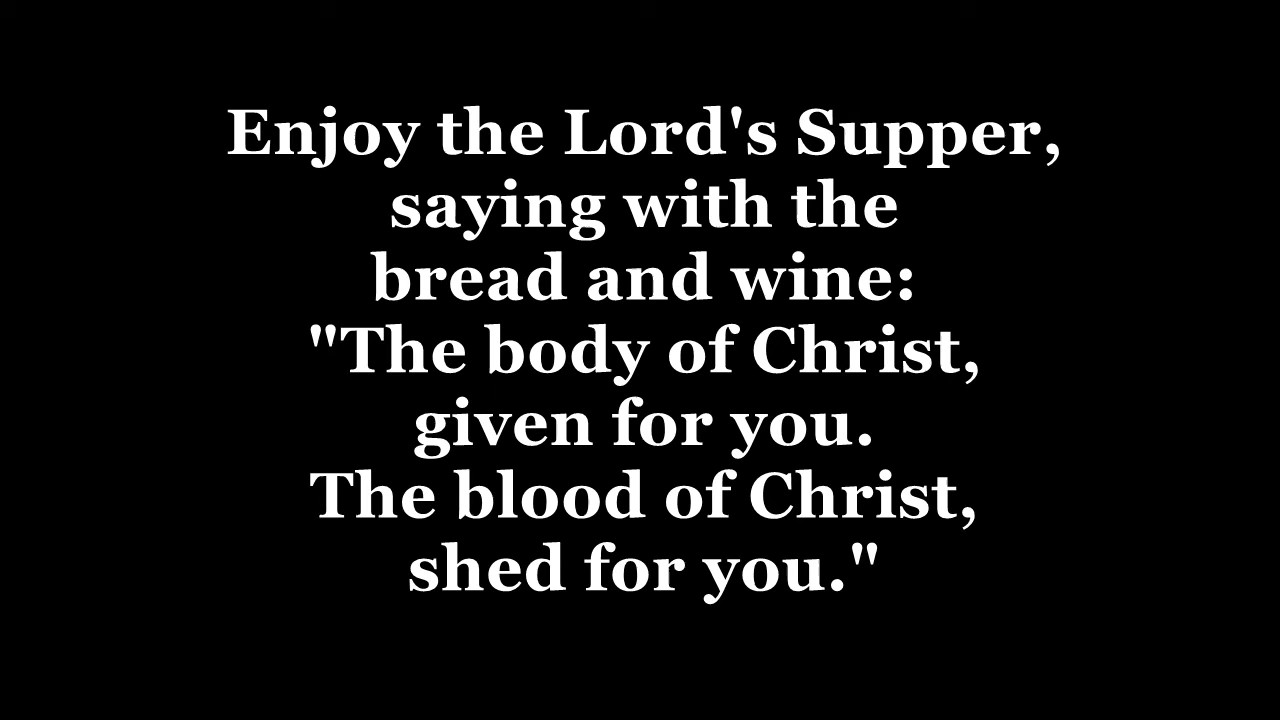 Enjoy the Lord's Supper,
saying with the
bread and wine:
"The body of Christ,
given for you.
The blood of Christ,
shed for you."